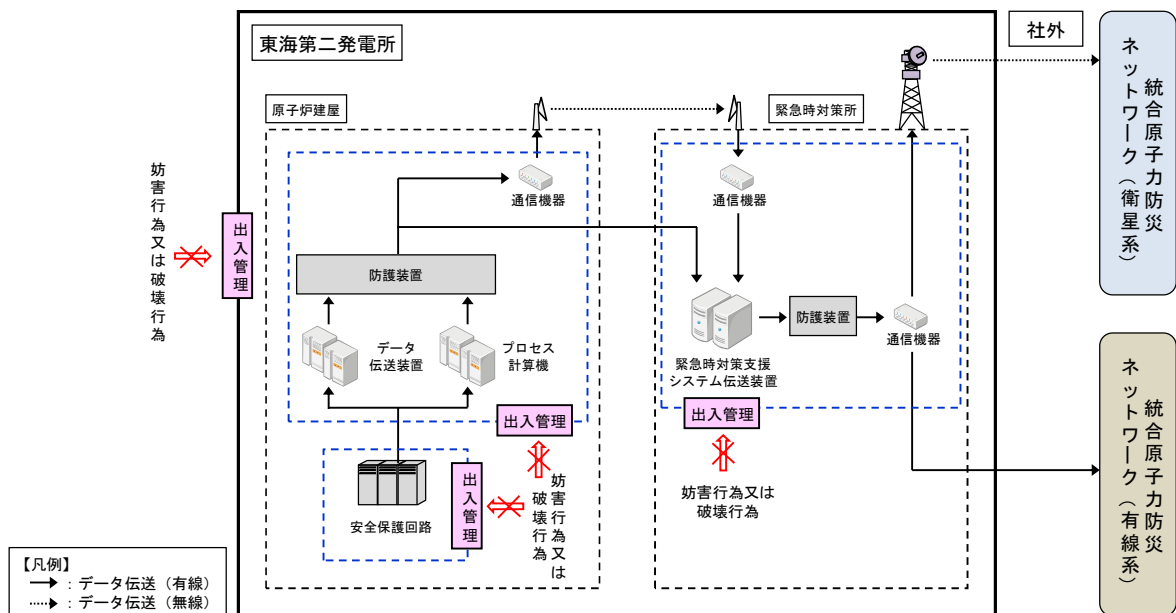 東海第二発電所
社外
原子炉建屋
緊急時対策所
統合原子力防災
ネットワーク（衛星系）
妨害行為又は破壊行為
出入管理
通信機器
通信機器
防護装置
データ
伝送装置
プロセス
計算機
防護装置
通信機器
緊急時対策支援
システム伝送装置
出入管理
出入管理
妨害行為又は
破壊行為
安全保護回路
出入管理
妨害行為又は
破壊行為
統合原子力防災
ネットワーク（有線系）
【凡例】
：データ伝送（有線）
：データ伝送（無線）